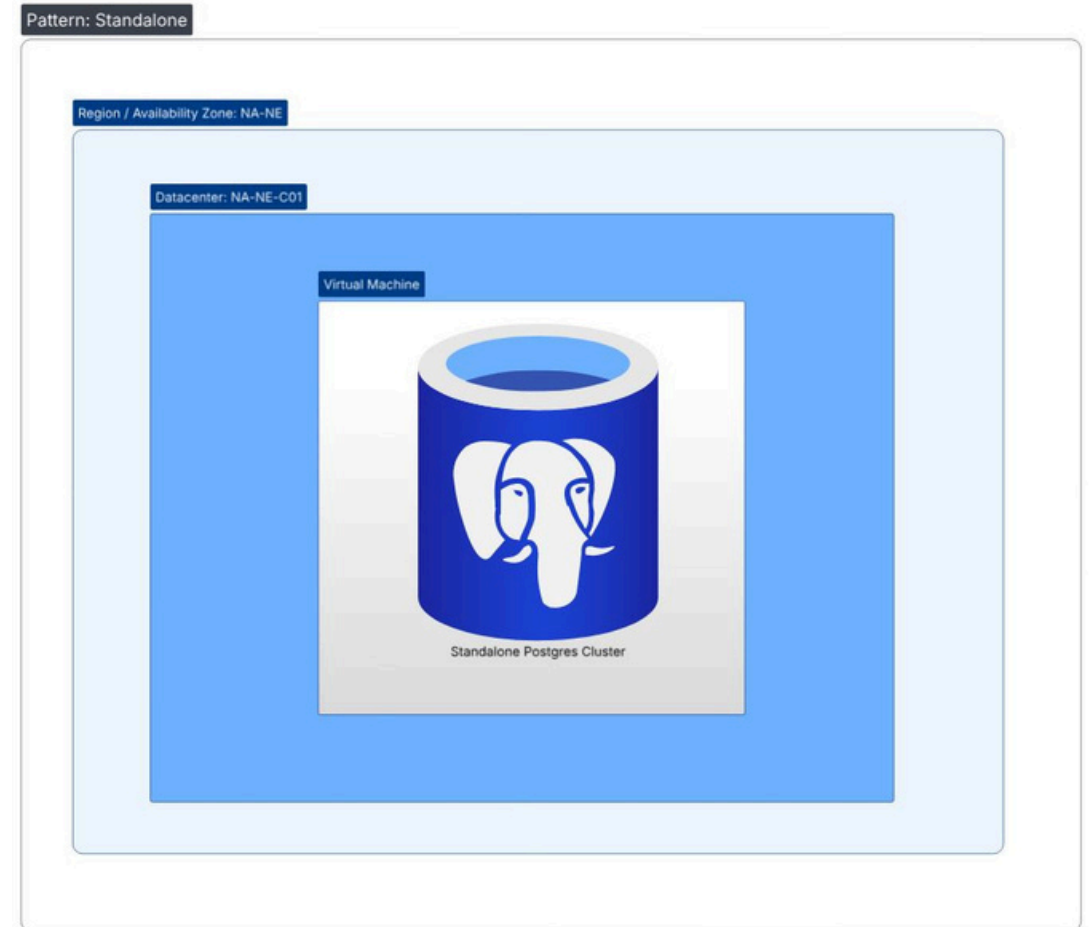 Pattern: Standalone
Region / Availability Zone: NA-NE
Datacenter: NA-NE-C01
Virtual Machine
Standalone Postgres Cluster